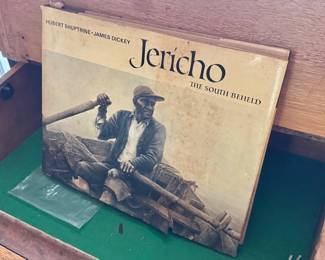 HUBERT SHUPTRINE • JAMES DICKEY
Jericho
THE SOUTH BEHELD